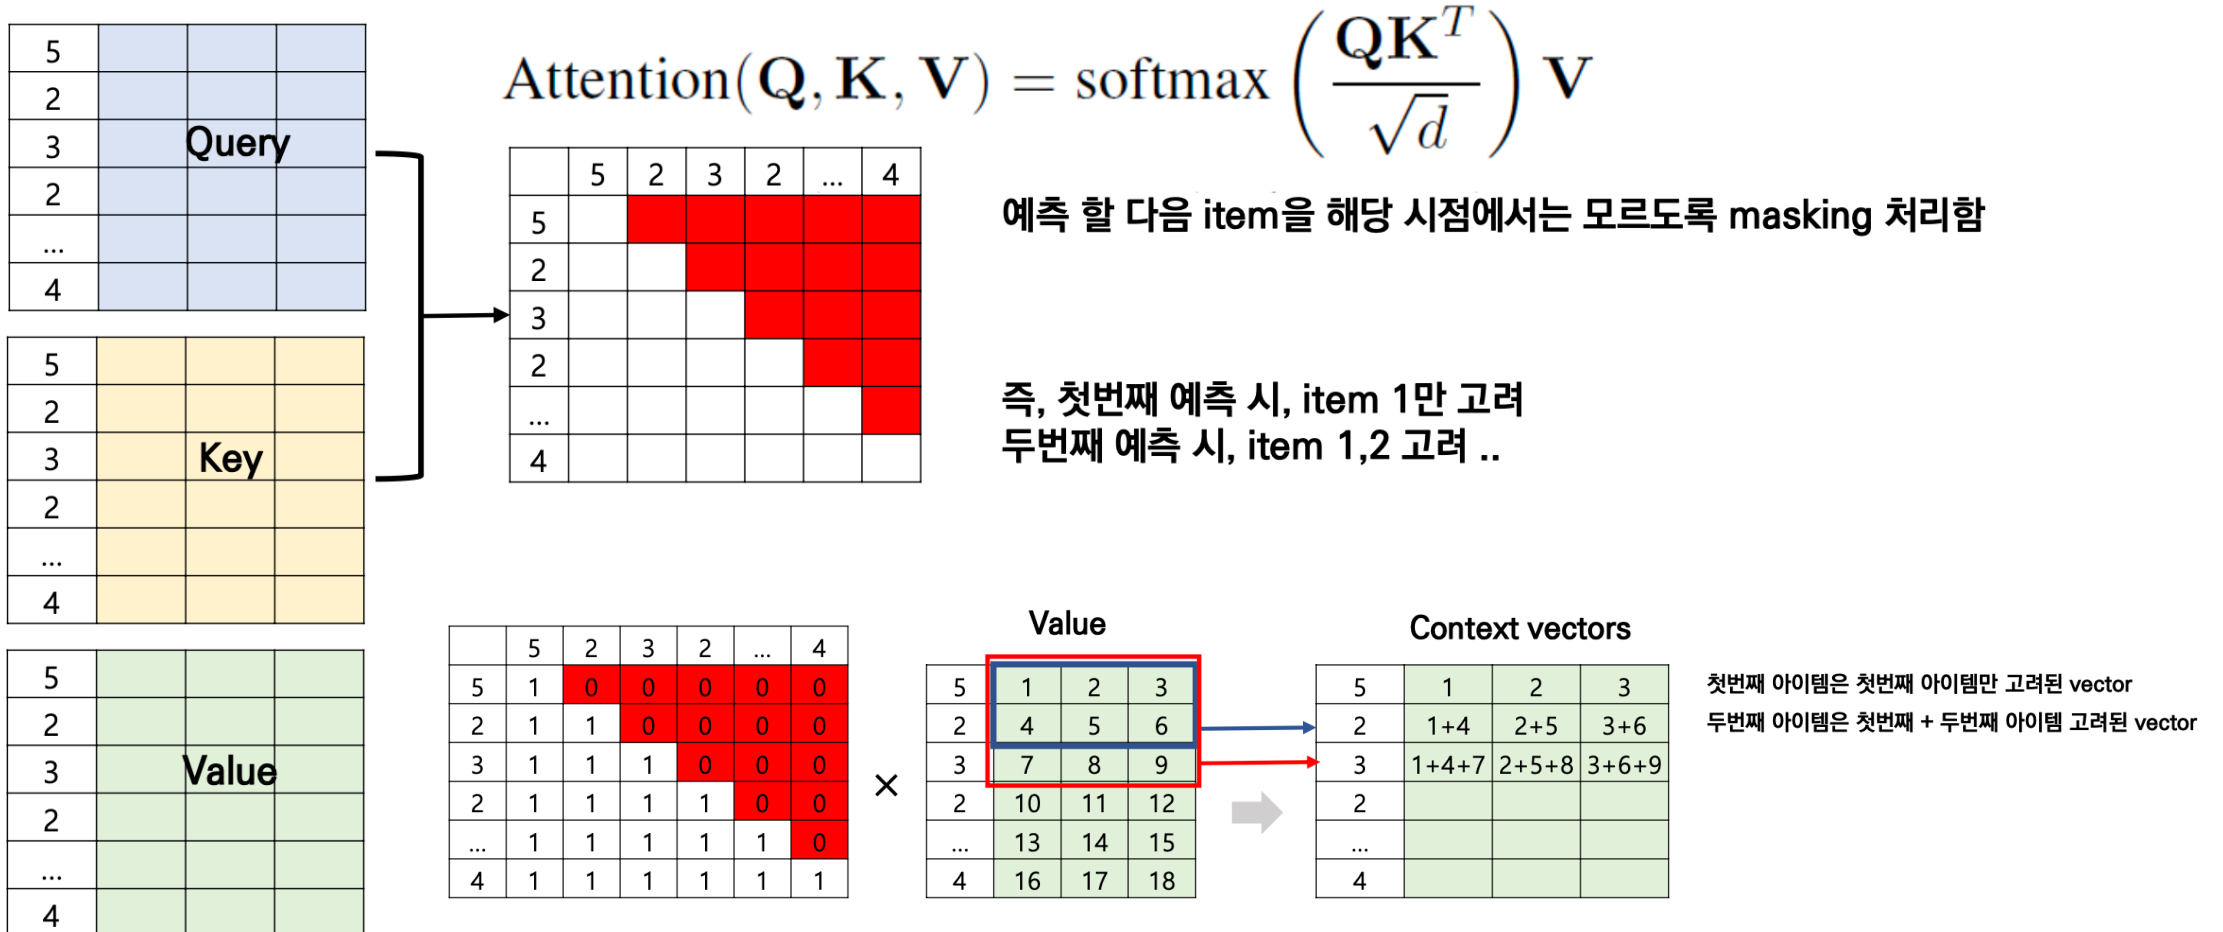 Attention(Q, K, V) = softmax(QK^T / √d) V
5
2
3 Query
2
...
4
5
2
3 Key
2
...
4
5
2
3 Value
2
...
4
5 2 3 2 ... 4
5
2
3
2
...
4
예측 할 다음 item을 해당 시점에서는 모르도록 masking 처리함
즉, 첫번째 예측 시, item 1만 고려
두번째 예측 시, item 1,2 고려 ..
5 2 3 2 ... 4
5 1 0 0 0 0 0
2 1 1 0 0 0 0
3 1 1 1 0 0 0
2 1 1 1 1 0 0
... 1 1 1 1 1 0
4 1 1 1 1 1 1
×
Value
5 1 2 3
2 4 5 6
3 7 8 9
2 10 11 12
... 13 14 15
4 16 17 18
Context vectors
5 1 2 3
2 1+4 2+5 3+6
3 1+4+7 2+5+8 3+6+9
2
...
4
첫번째 아이템은 첫번째 아이템만 고려된 vector
두번째 아이템은 첫번째 + 두번째 아이템 고려된 vector